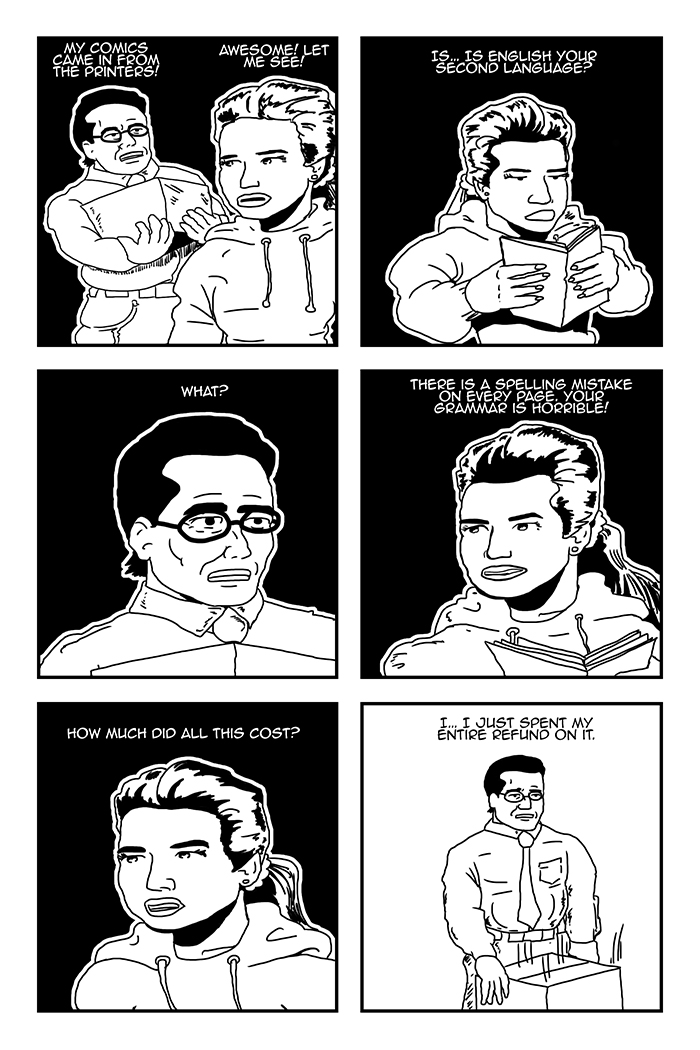 MY COMICS
CAME IN FROM
THE PRINTERS!
AWESOME! LET
ME SEE!
IS... IS ENGLISH YOUR
SECOND LANGUAGE?
WHAT?
THERE IS A SPELLING MISTAKE
ON EVERY PAGE. YOUR
GRAMMAR IS HORRIBLE!
HOW MUCH DID ALL THIS COST?
I... I JUST SPENT MY
ENTIRE REFUND ON IT.